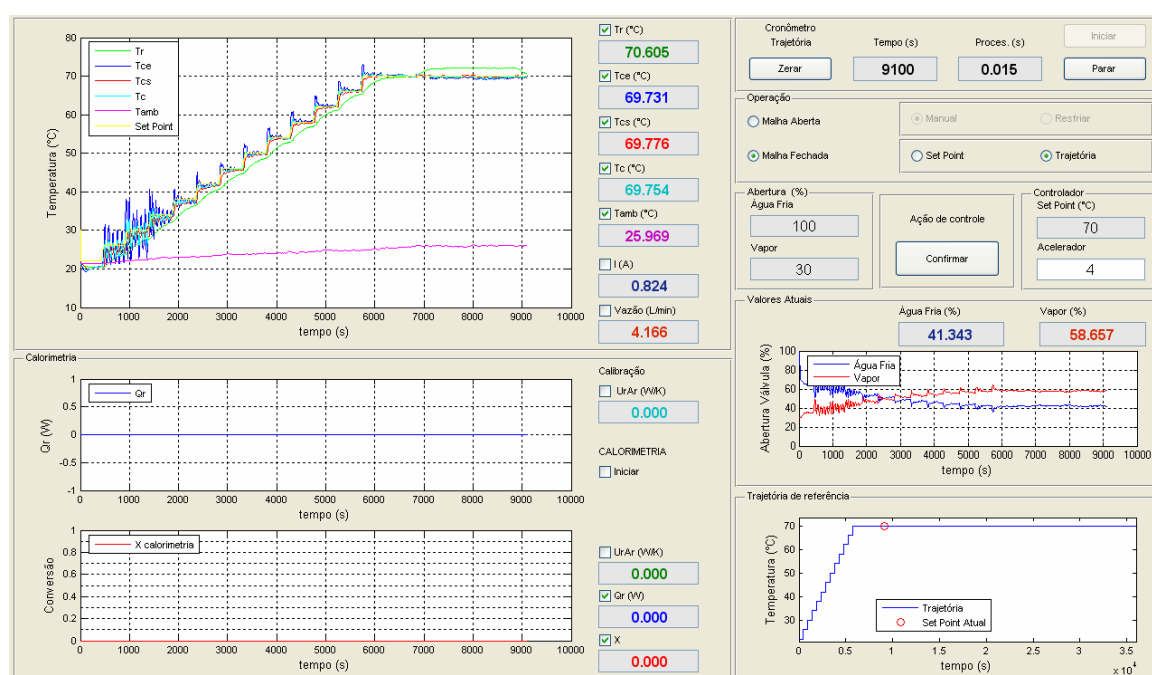 80
70
60
50
40
30
20
10
Temperatura (°C)
Tr
Tce
Tcs
Tc
Tamb
Set Point
0 1000 2000 3000 4000 5000 6000 7000 8000 9000 10000
tempo (s)
Tr (°C)
70.605
Tce (°C)
69.731
Tcs (°C)
69.776
Tc (°C)
69.754
Tamb (°C)
25.969
I (A)
0.824
Vazão (L/min)
4.166
Cronômetro
Trajetória
Tempo (s)
Proces. (s)
Iniciar
Zerar
9100
0.015
Parar
Operação
Malha Aberta
Manual
Resfriar
Malha Fechada
Set Point
Trajetória
Abertura (%)
Água Fria
100
Vapor
30
Ação de controle
Confirmar
Controlador
Set Point (°C)
70
Acelerador
4
Valores Atuais
Água Fria (%)
Vapor (%)
41.343
58.657
100
80
60
40
20
0
Abertura Válvula (%)
Água Fria
Vapor
0 1000 2000 3000 4000 5000 6000 7000 8000 9000 10000
tempo (s)
Calorimetria
1
0.5
0
-0.5
-1
Qr (W)
Qr
0 1000 2000 3000 4000 5000 6000 7000 8000 9000 10000
tempo (s)
Calibração
UrAr (W/K)
0.000
CALORIMETRIA
Iniciar
1
0.8
0.6
0.4
0.2
0
Conversão
X calorimetria
0 1000 2000 3000 4000 5000 6000 7000 8000 9000 10000
tempo (s)
UrAr (W/K)
0.000
Qr (W)
0.000
X
0.000
Trajetória de referência
70
60
50
40
30
Temperatura (°C)
Trajetória
Set Point Atual
0 0.5 1 1.5 2 2.5 3 3.5
tempo (s)
x 10⁴